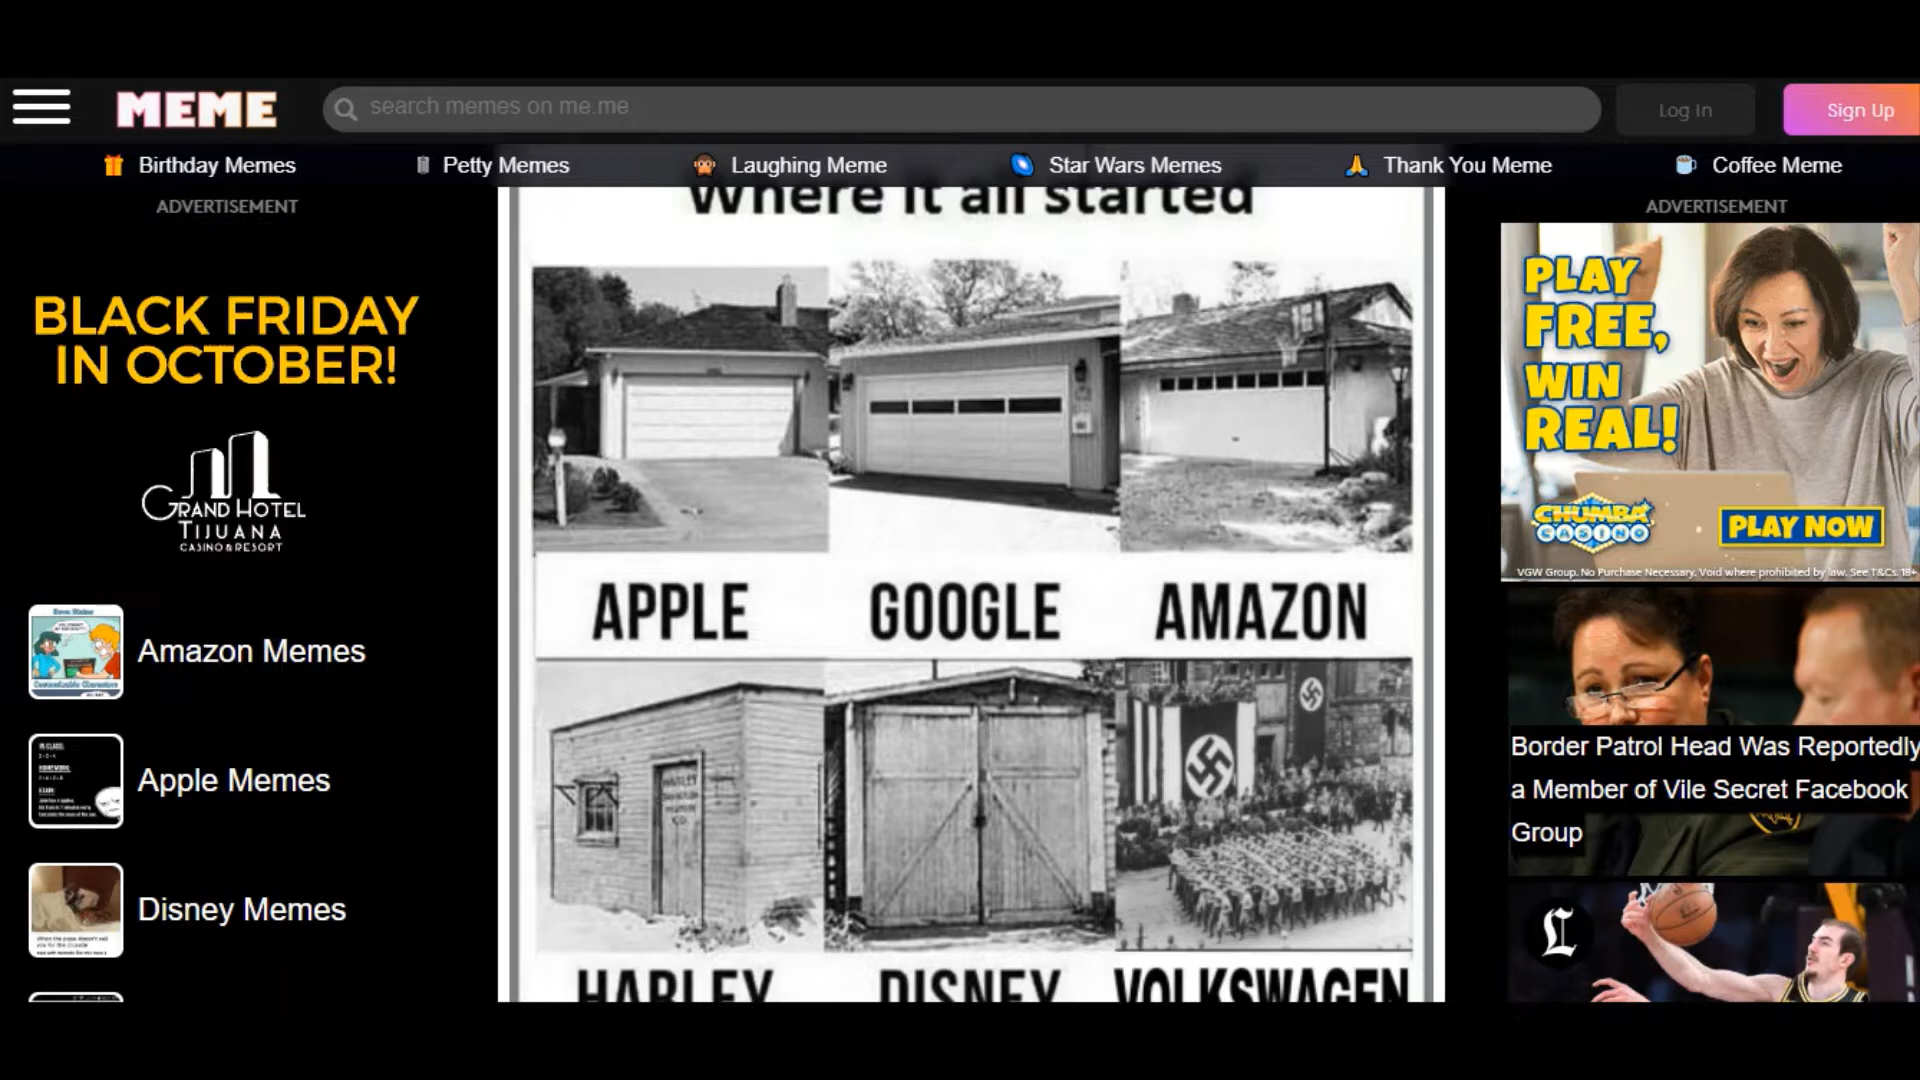 MEME
search memes on me.me
Log In
Sign Up
Birthday Memes
Petty Memes
Laughing Meme
Star Wars Memes
Thank You Meme
Coffee Meme
ADVERTISEMENT
BLACK FRIDAY
IN OCTOBER!
GRAND HOTEL
TIJUANA
CASINO & RESORT
Amazon Memes
Apple Memes
Disney Memes
Where it all started
APPLE
GOOGLE
AMAZON
HARLEY
HARLEY
DISNEY
VOLKSWAGEN
ADVERTISEMENT
PLAY
FREE,
WIN
REAL!
CHUMBA
CASINO
PLAY NOW
VGW Group. No Purchase Necessary. Void where prohibited by law. See T&Cs. 18+
Border Patrol Head Was Reportedly
a Member of Vile Secret Facebook
Group
L